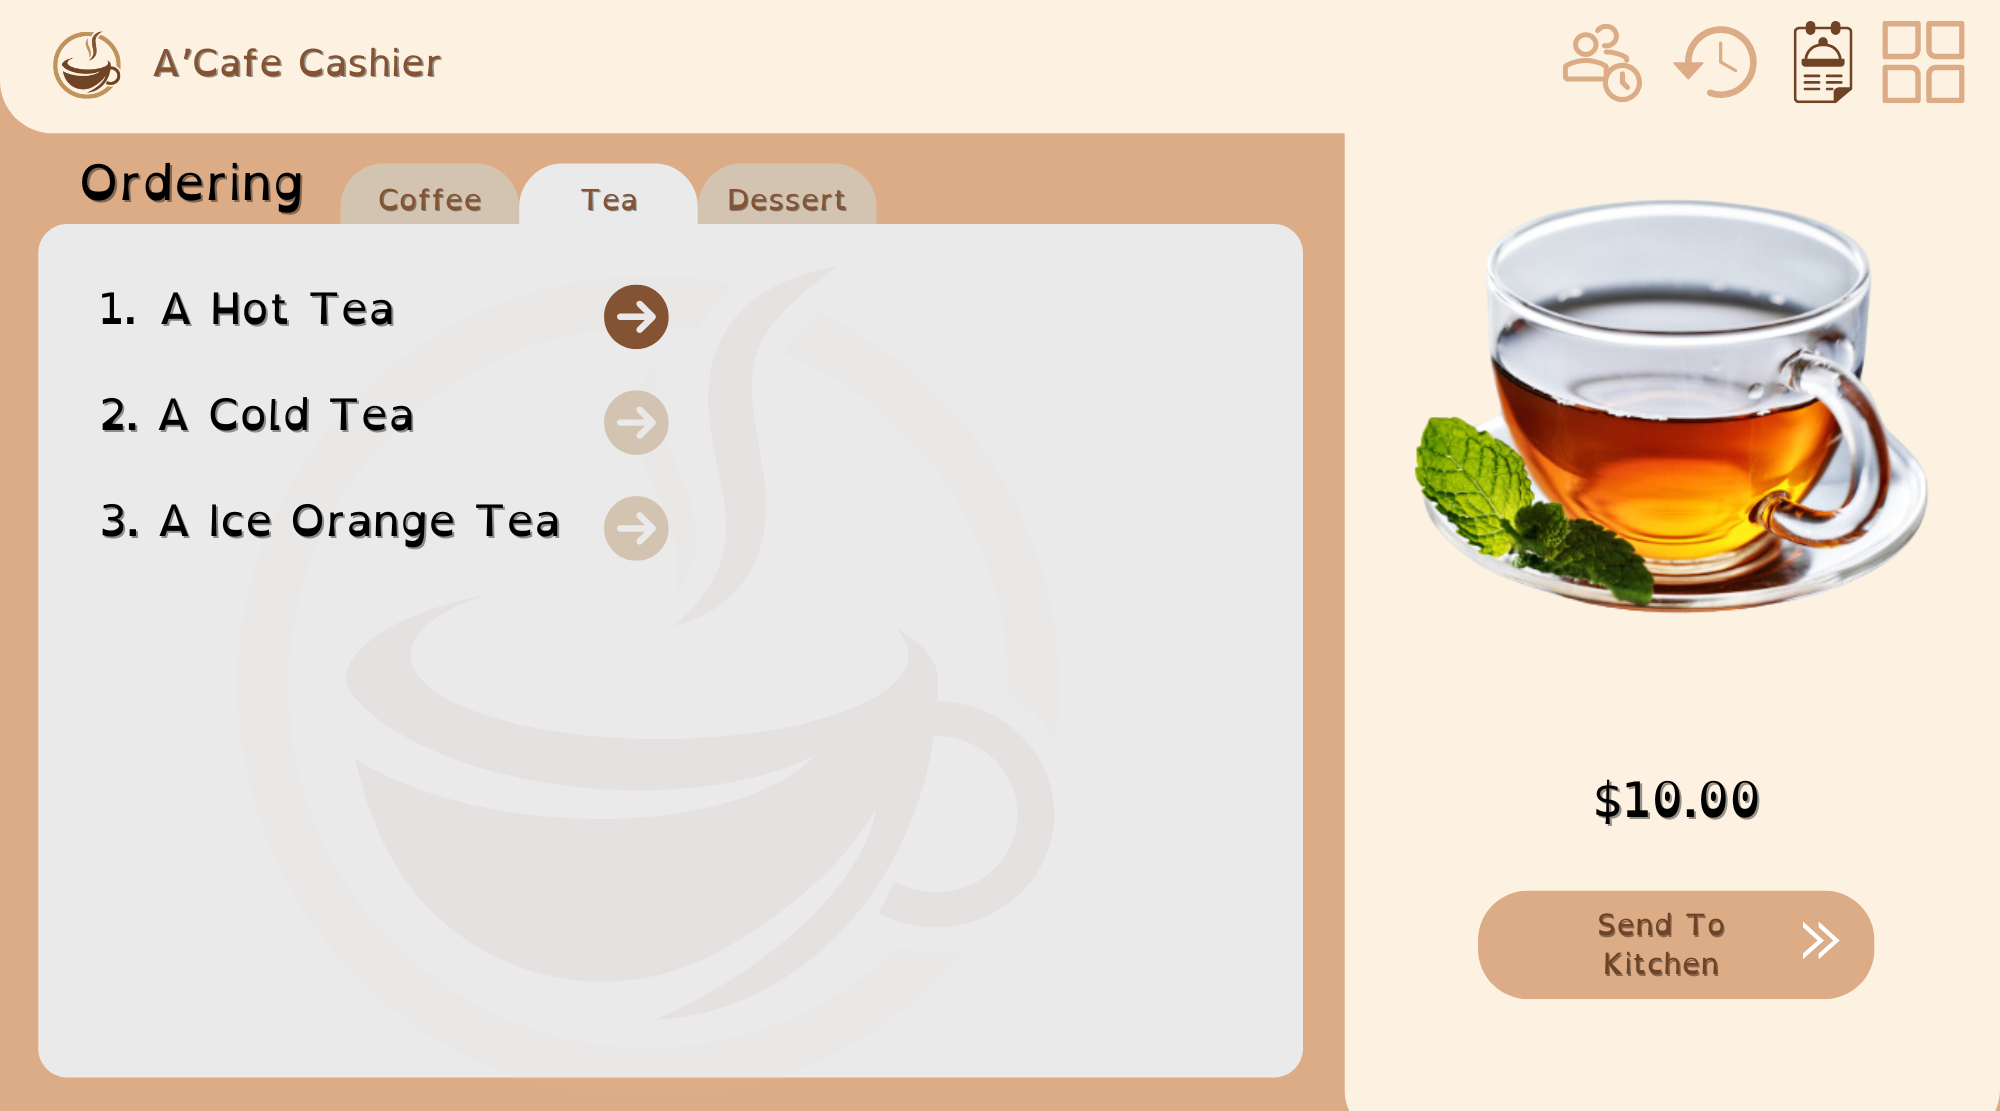 A'Cafe Cashier
Ordering
Coffee
Tea
Dessert
1. A Hot Tea
2. A Cold Tea
3. A Ice Orange Tea
$10.00
Send To
Kitchen